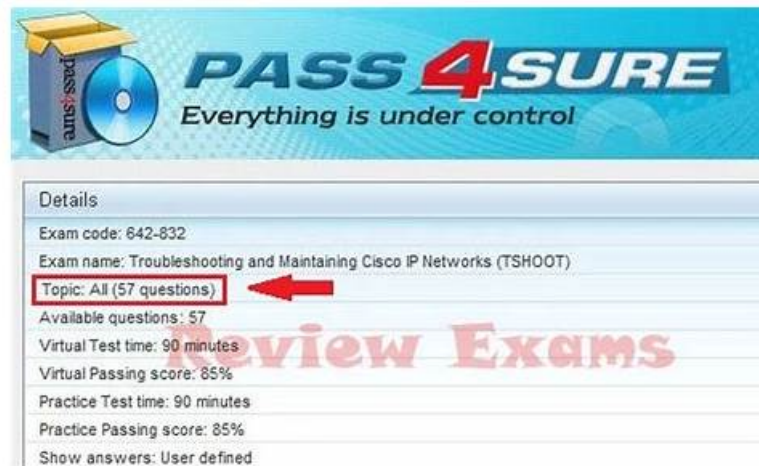 pass4sure
PASS 4 SURE
Everything is under control
Details
Exam code: 642-832
Exam name: Troubleshooting and Maintaining Cisco IP Networks (TSHOOT)
Topic: All (57 questions)
Available questions: 57
Virtual Test time: 90 minutes
Review Exams
Virtual Passing score: 85%
Practice Test time: 90 minutes
Practice Passing score: 85%
Show answers: User defined